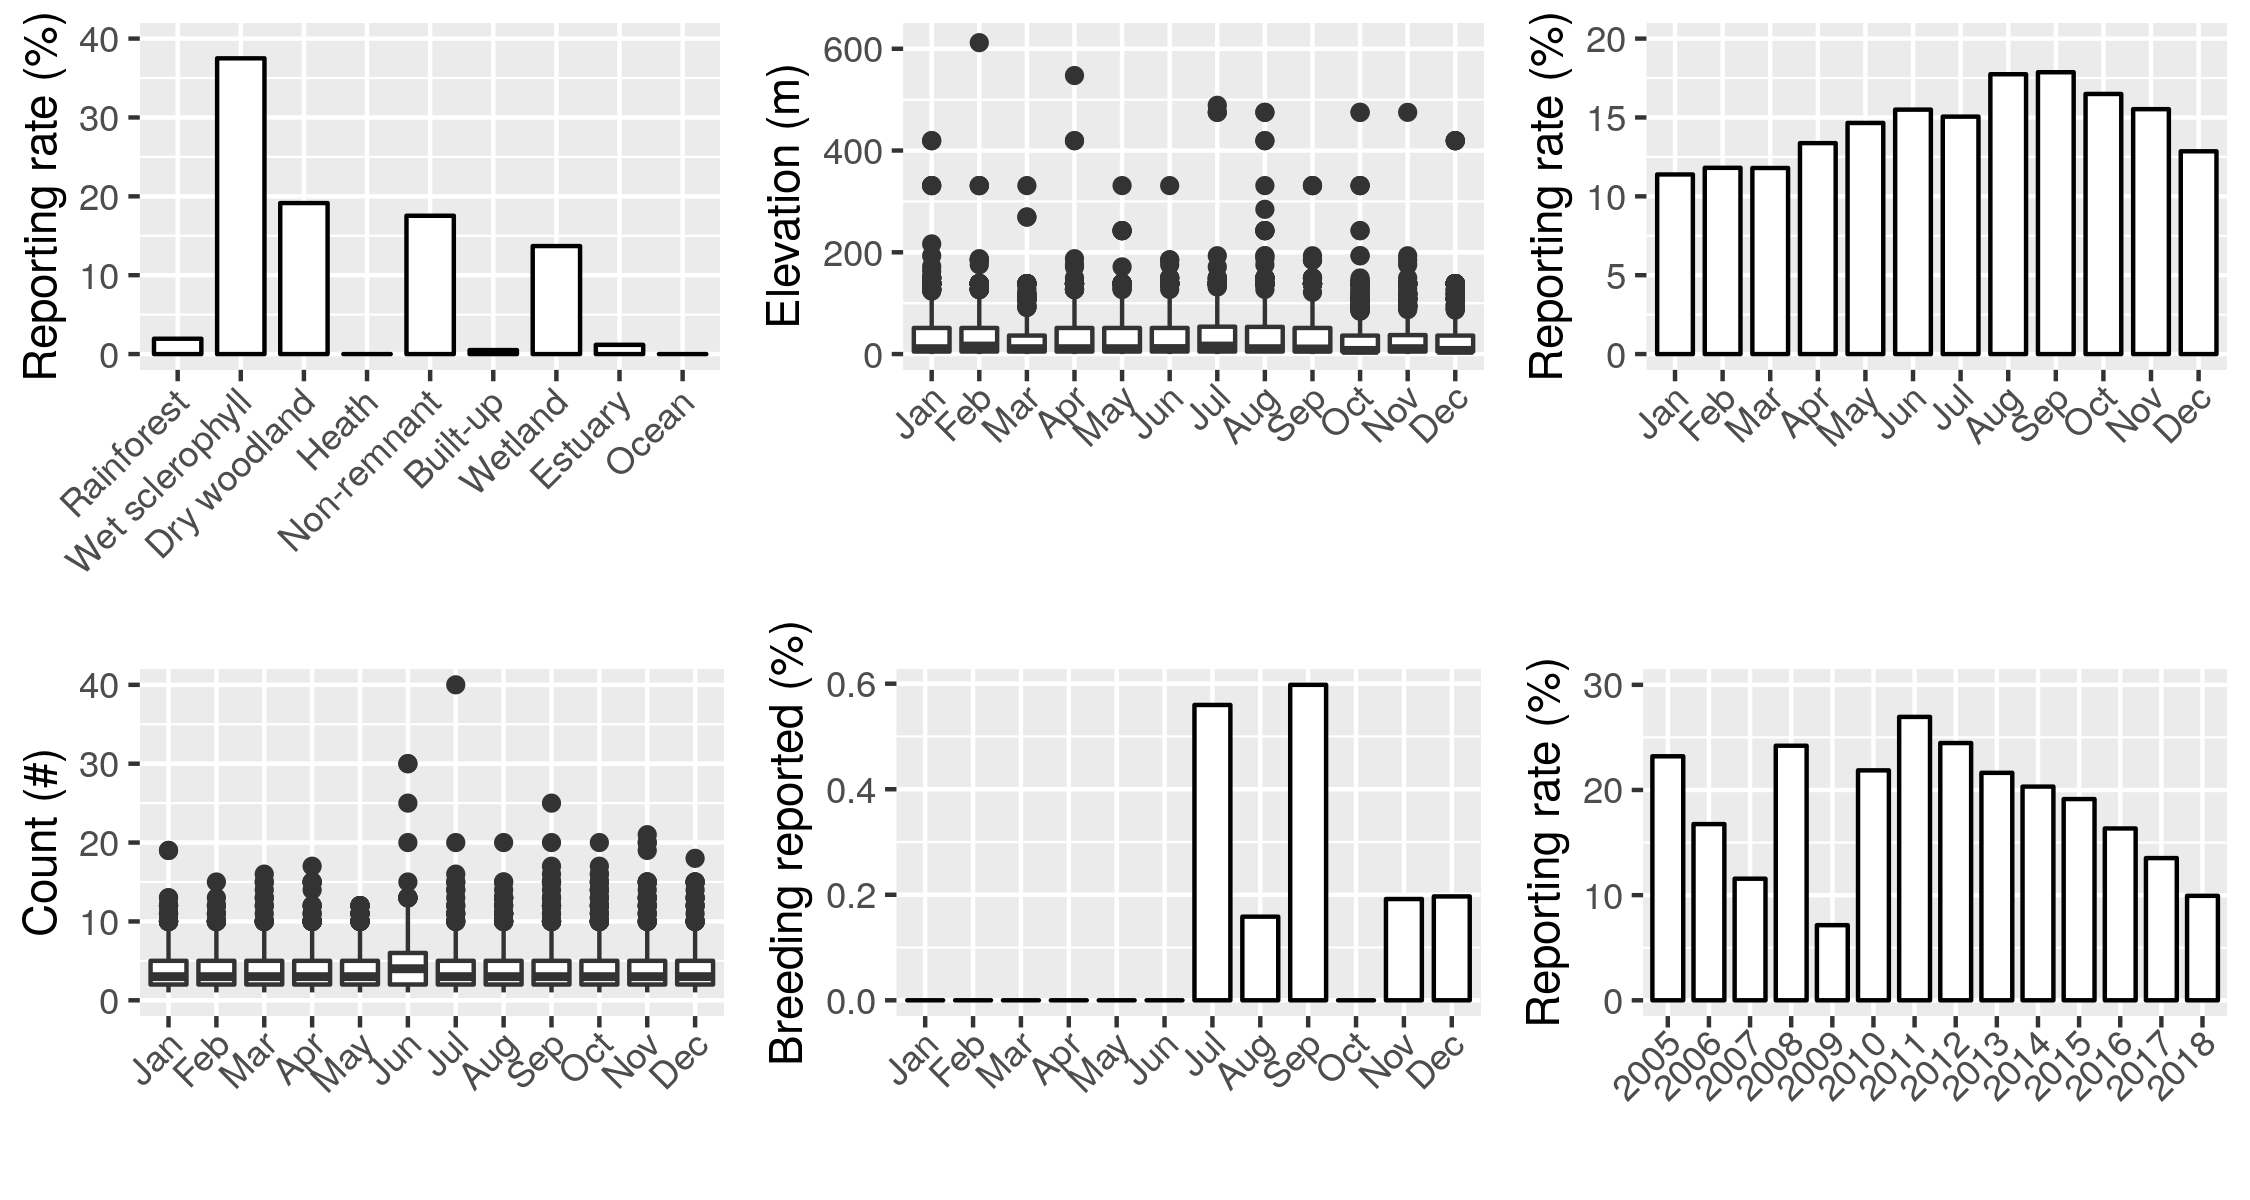 Reporting rate (%)
40
30
20
10
0
Rainforest
Wet sclerophyll
Dry woodland
Heath
Non-remnant
Built-up
Wetland
Estuary
Ocean
Elevation (m)
600
400
200
0
Jan
Feb
Mar
Apr
May
Jun
Jul
Aug
Sep
Oct
Nov
Dec
Reporting rate (%)
20
15
10
5
0
Jan
Feb
Mar
Apr
May
Jun
Jul
Aug
Sep
Oct
Nov
Dec
Count (#)
40
30
20
10
0
Jan
Feb
Mar
Apr
May
Jun
Jul
Aug
Sep
Oct
Nov
Dec
Breeding reported (%)
0.6
0.4
0.2
0.0
Jan
Feb
Mar
Apr
May
Jun
Jul
Aug
Sep
Oct
Nov
Dec
Reporting rate (%)
30
20
10
0
2005
2006
2007
2008
2009
2010
2011
2012
2013
2014
2015
2016
2017
2018